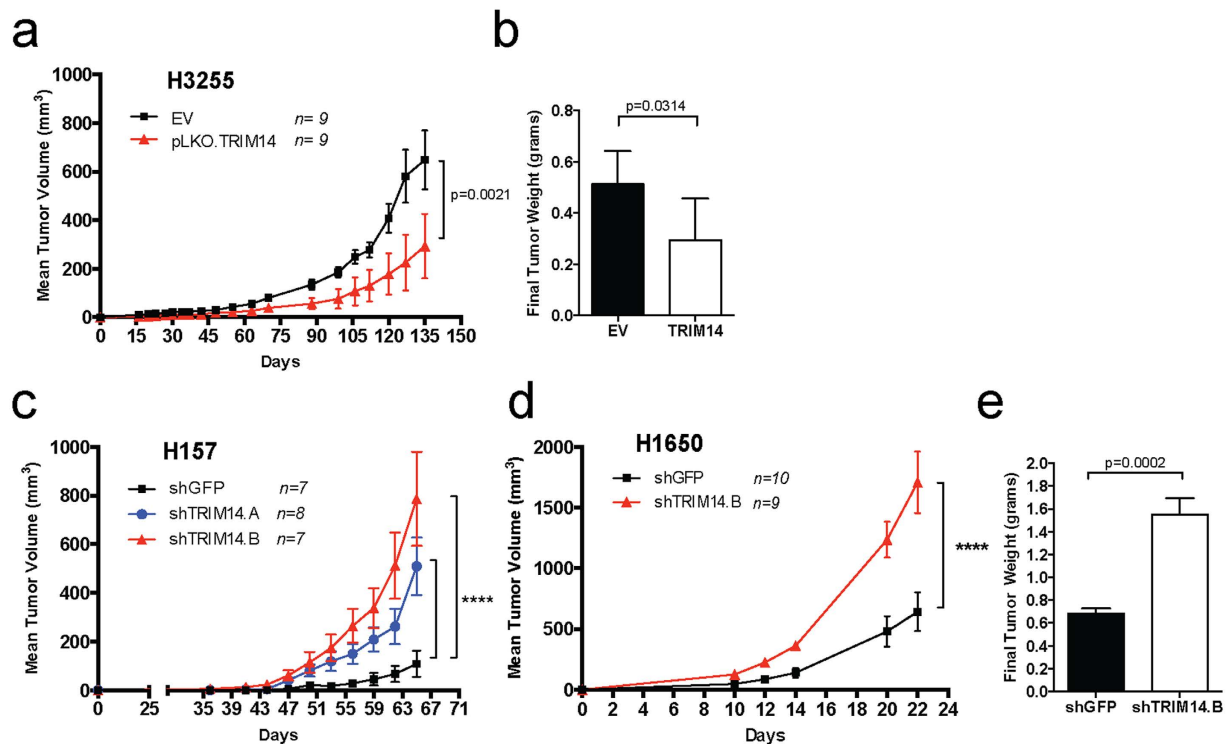 a
H3255
EV n= 9
pLKO.TRIM14 n= 9
Mean Tumor Volume (mm³)
1000
800
600
400
200
0
p=0.0021
0 15 30 45 60 75 90 105 120 135 150
Days
b
p=0.0314
Final Tumor Weight (grams)
0.8
0.6
0.4
0.2
0.0
EV TRIM14
c
H157
shGFP n=7
shTRIM14.A n=8
shTRIM14.B n=7
Mean Tumor Volume (mm³)
1000
800
600
400
200
0
****
0 25 35 39 43 47 51 55 59 63 67 71
Days
d
H1650
shGFP n=10
shTRIM14.B n=9
Mean Tumor Volume (mm³)
2000
1500
1000
500
0
****
0 2 4 6 8 10 12 14 16 18 20 22 24
Days
e
p=0.0002
Final Tumor Weight (grams)
2.0
1.8
1.6
1.4
1.2
1.0
0.8
0.6
0.4
0.2
0.0
shGFP shTRIM14.B